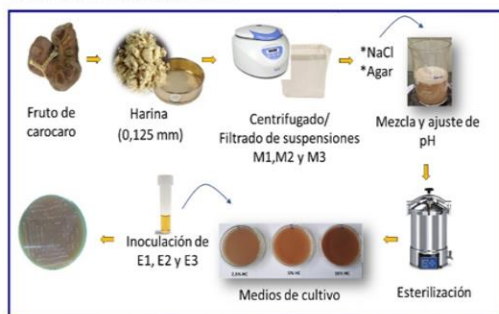 *NaCl
*Agar
Fruto de
carocaro
Harina
(0,125 mm)
Centrifugado/
Filtrado de suspensiones
M1,M2 y M3
Mezcla y ajuste de
pH
Inoculación de
E1, E2 y E3
Medios de cultivo
Esterilización